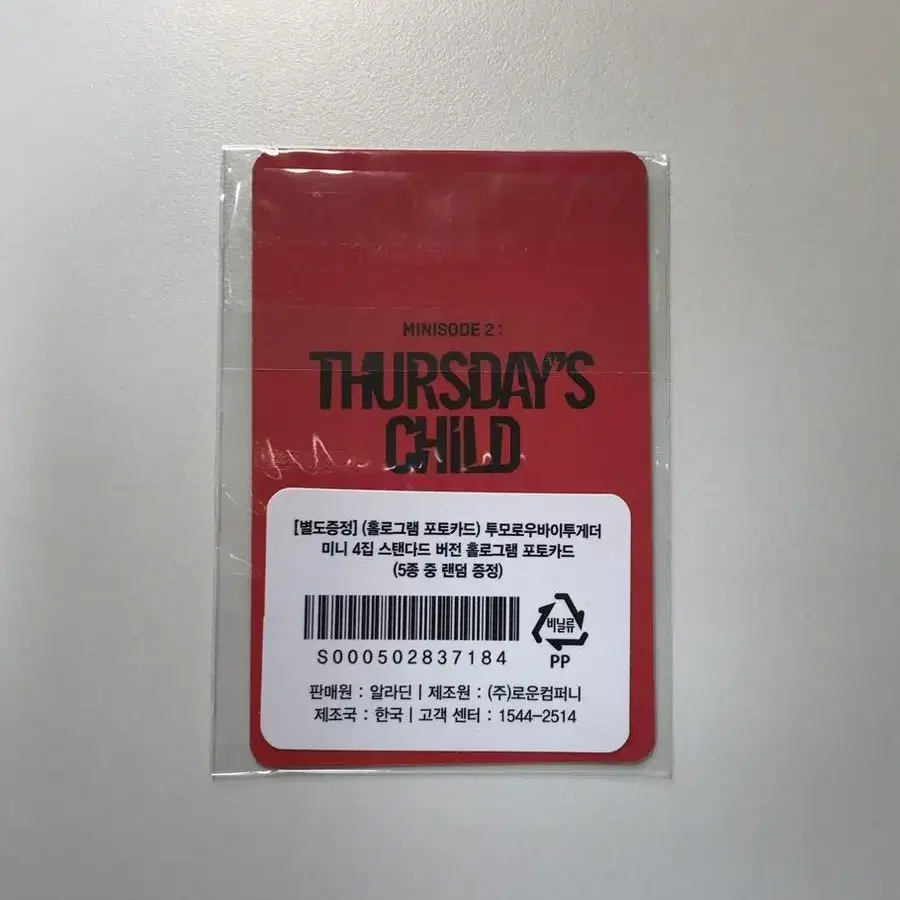 MINISODE 2 :
THURSDAY'S
CHILD
[별도증정] (홀로그램 포토카드) 투모로우바이투게더
미니 4집 스탠다드 버전 홀로그램 포토카드
(5종 중 랜덤 증정)
비닐류
PP
S000502837184
판매원 : 알라딘 | 제조원 : (주)로운컴퍼니
제조국 : 한국 | 고객 센터 : 1544-2514